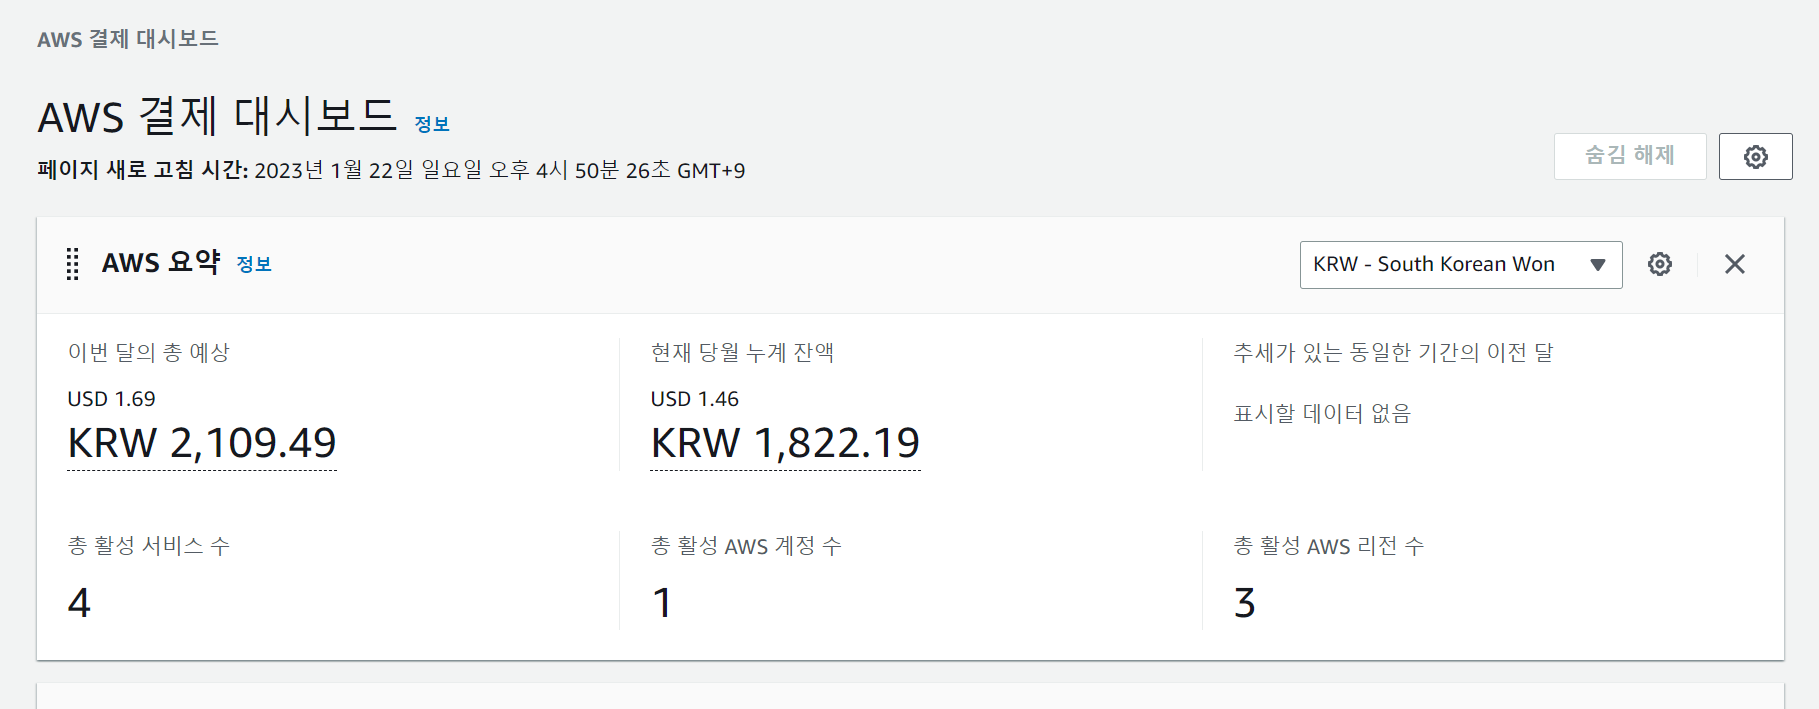 AWS 결제 대시보드
AWS 결제 대시보드 정보
페이지 새로 고침 시간: 2023년 1월 22일 일요일 오후 4시 50분 26초 GMT+9
숨김 해제
AWS 요약 정보
KRW - South Korean Won
이번 달의 총 예상
USD 1.69
KRW 2,109.49
현재 당월 누계 잔액
USD 1.46
KRW 1,822.19
추세가 있는 동일한 기간의 이전 달
표시할 데이터 없음
총 활성 서비스 수
4
총 활성 AWS 계정 수
1
총 활성 AWS 리전 수
3